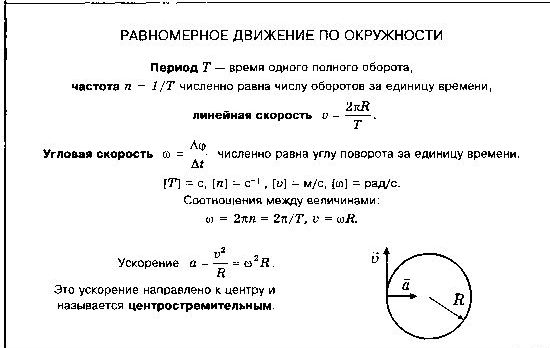 РАВНОМЕРНОЕ ДВИЖЕНИЕ ПО ОКРУЖНОСТИ
Период T — время одного полного оборота,
частота n = 1/T численно равна числу оборотов за единицу времени,
линейная скорость v = 2πR/T.
Угловая скорость ω = Δφ/Δt численно равна углу поворота за единицу времени.
[T] = с, [n] = с⁻¹, [v] = м/с, [ω] = рад/с.
Соотношения между величинами:
ω = 2πn = 2π/T, v = ωR.
Ускорение a = v²/R = ω²R.
Это ускорение направлено к центру и
называется центростремительным.
v⃗
a⃗
R